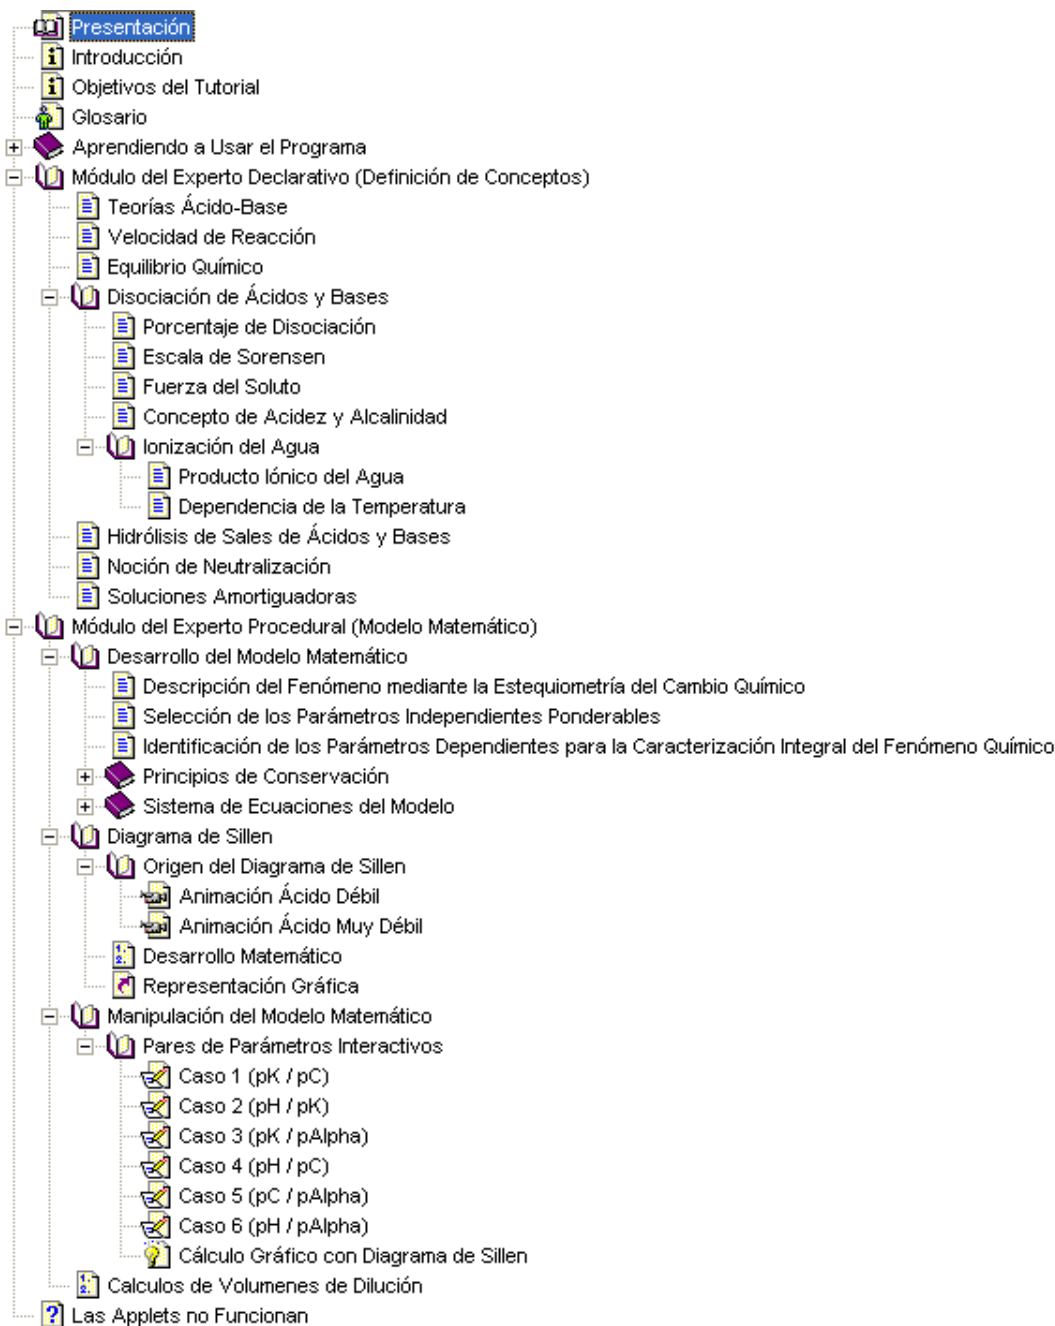 Presentación
Introducción
Objetivos del Tutorial
Glosario
Aprendiendo a Usar el Programa
Módulo del Experto Declarativo (Definición de Conceptos)
Teorías Ácido-Base
Velocidad de Reacción
Equilibrio Químico
Disociación de Ácidos y Bases
Porcentaje de Disociación
Escala de Sorensen
Fuerza del Soluto
Concepto de Acidez y Alcalinidad
Ionización del Agua
Producto Iónico del Agua
Dependencia de la Temperatura
Hidrólisis de Sales de Ácidos y Bases
Noción de Neutralización
Soluciones Amortiguadoras
Módulo del Experto Procedural (Modelo Matemático)
Desarrollo del Modelo Matemático
Descripción del Fenómeno mediante la Estequiometría del Cambio Químico
Selección de los Parámetros Independientes Ponderables
Identificación de los Parámetros Dependientes para la Caracterización Integral del Fenómeno Químico
Principios de Conservación
Sistema de Ecuaciones del Modelo
Diagrama de Sillen
Origen del Diagrama de Sillen
Animación Ácido Débil
Animación Ácido Muy Débil
Desarrollo Matemático
Representación Gráfica
Manipulación del Modelo Matemático
Pares de Parámetros Interactivos
Caso 1 (pK / pC)
Caso 2 (pH / pK)
Caso 3 (pK / pAlpha)
Caso 4 (pH / pC)
Caso 5 (pC / pAlpha)
Caso 6 (pH / pAlpha)
Cálculo Gráfico con Diagrama de Sillen
Calculos de Volumenes de Dilución
Las Applets no Funcionan